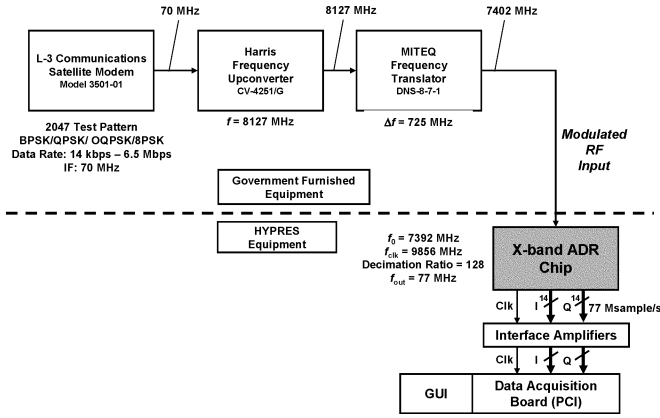 70 MHz
8127 MHz
7402 MHz
L-3 Communications
Satellite Modem
Model 3501-01
Harris
Frequency
Upconverter
CV-4251/G
MITEQ
Frequency
Translator
DNS-8-7-1
2047 Test Pattern
BPSK/QPSK/ OQPSK/8PSK
Data Rate: 14 kbps – 6.5 Mbps
IF: 70 MHz
f = 8127 MHz
Δf = 725 MHz
Modulated
RF
Input
Government Furnished
Equipment
HYPRES
Equipment
f0 = 7392 MHz
fclk = 9856 MHz
Decimation Ratio = 128
fout = 77 MHz
X-band ADR
Chip
Clk I 14 Q 14 77 Msample/s
Interface Amplifiers
Clk I Q
GUI
Data Acquisition
Board (PCI)